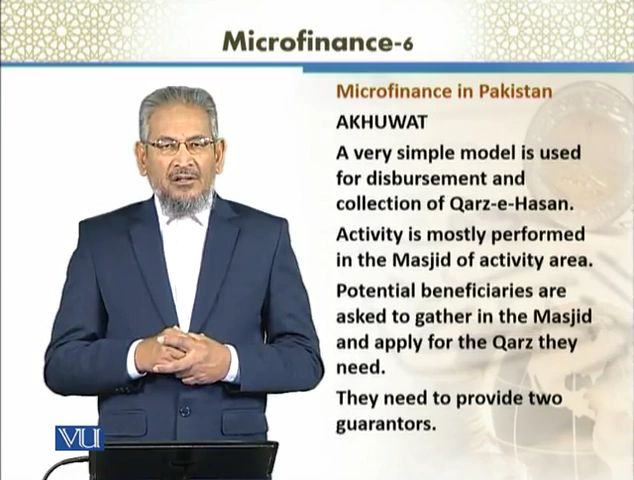 Microfinance-6
Microfinance in Pakistan
AKHUWAT
A very simple model is used
for disbursement and
collection of Qarz-e-Hasan.
Activity is mostly performed
in the Masjid of activity area.
Potential beneficiaries are
asked to gather in the Masjid
and apply for the Qarz they
need.
They need to provide two
guarantors.
VU